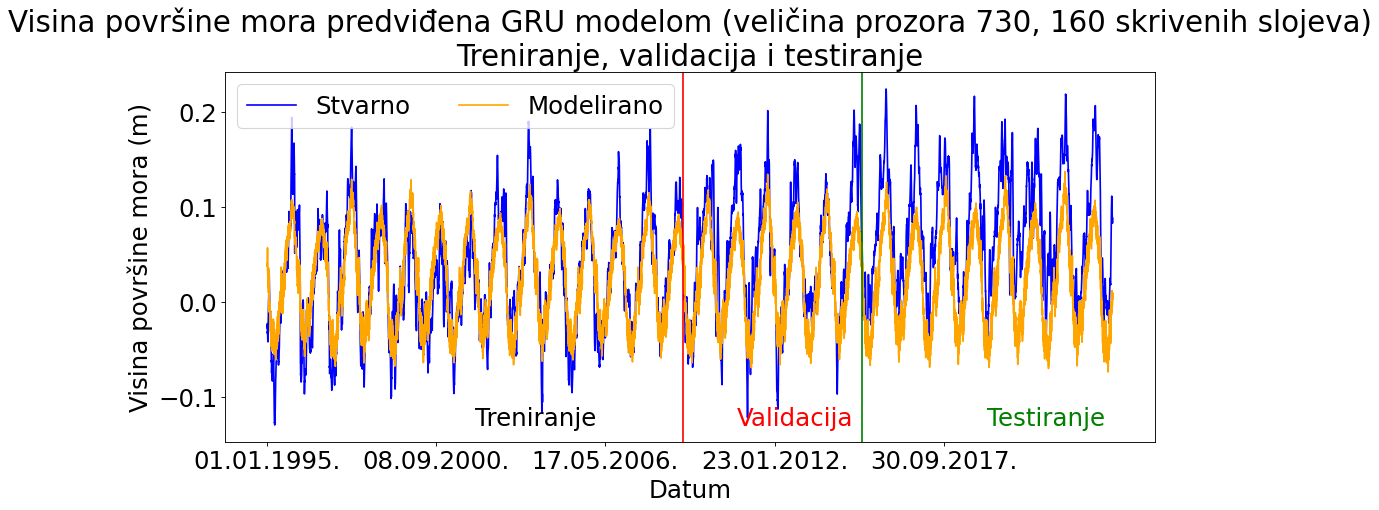 Visina površine mora predviđena GRU modelom (veličina prozora 730, 160 skrivenih slojeva)
Treniranje, validacija i testiranje
Stvarno
Modelirano
Visina površine mora (m)
0.2
0.1
0.0
−0.1
Treniranje
Validacija
Testiranje
01.01.1995.
08.09.2000.
17.05.2006.
23.01.2012.
30.09.2017.
Datum